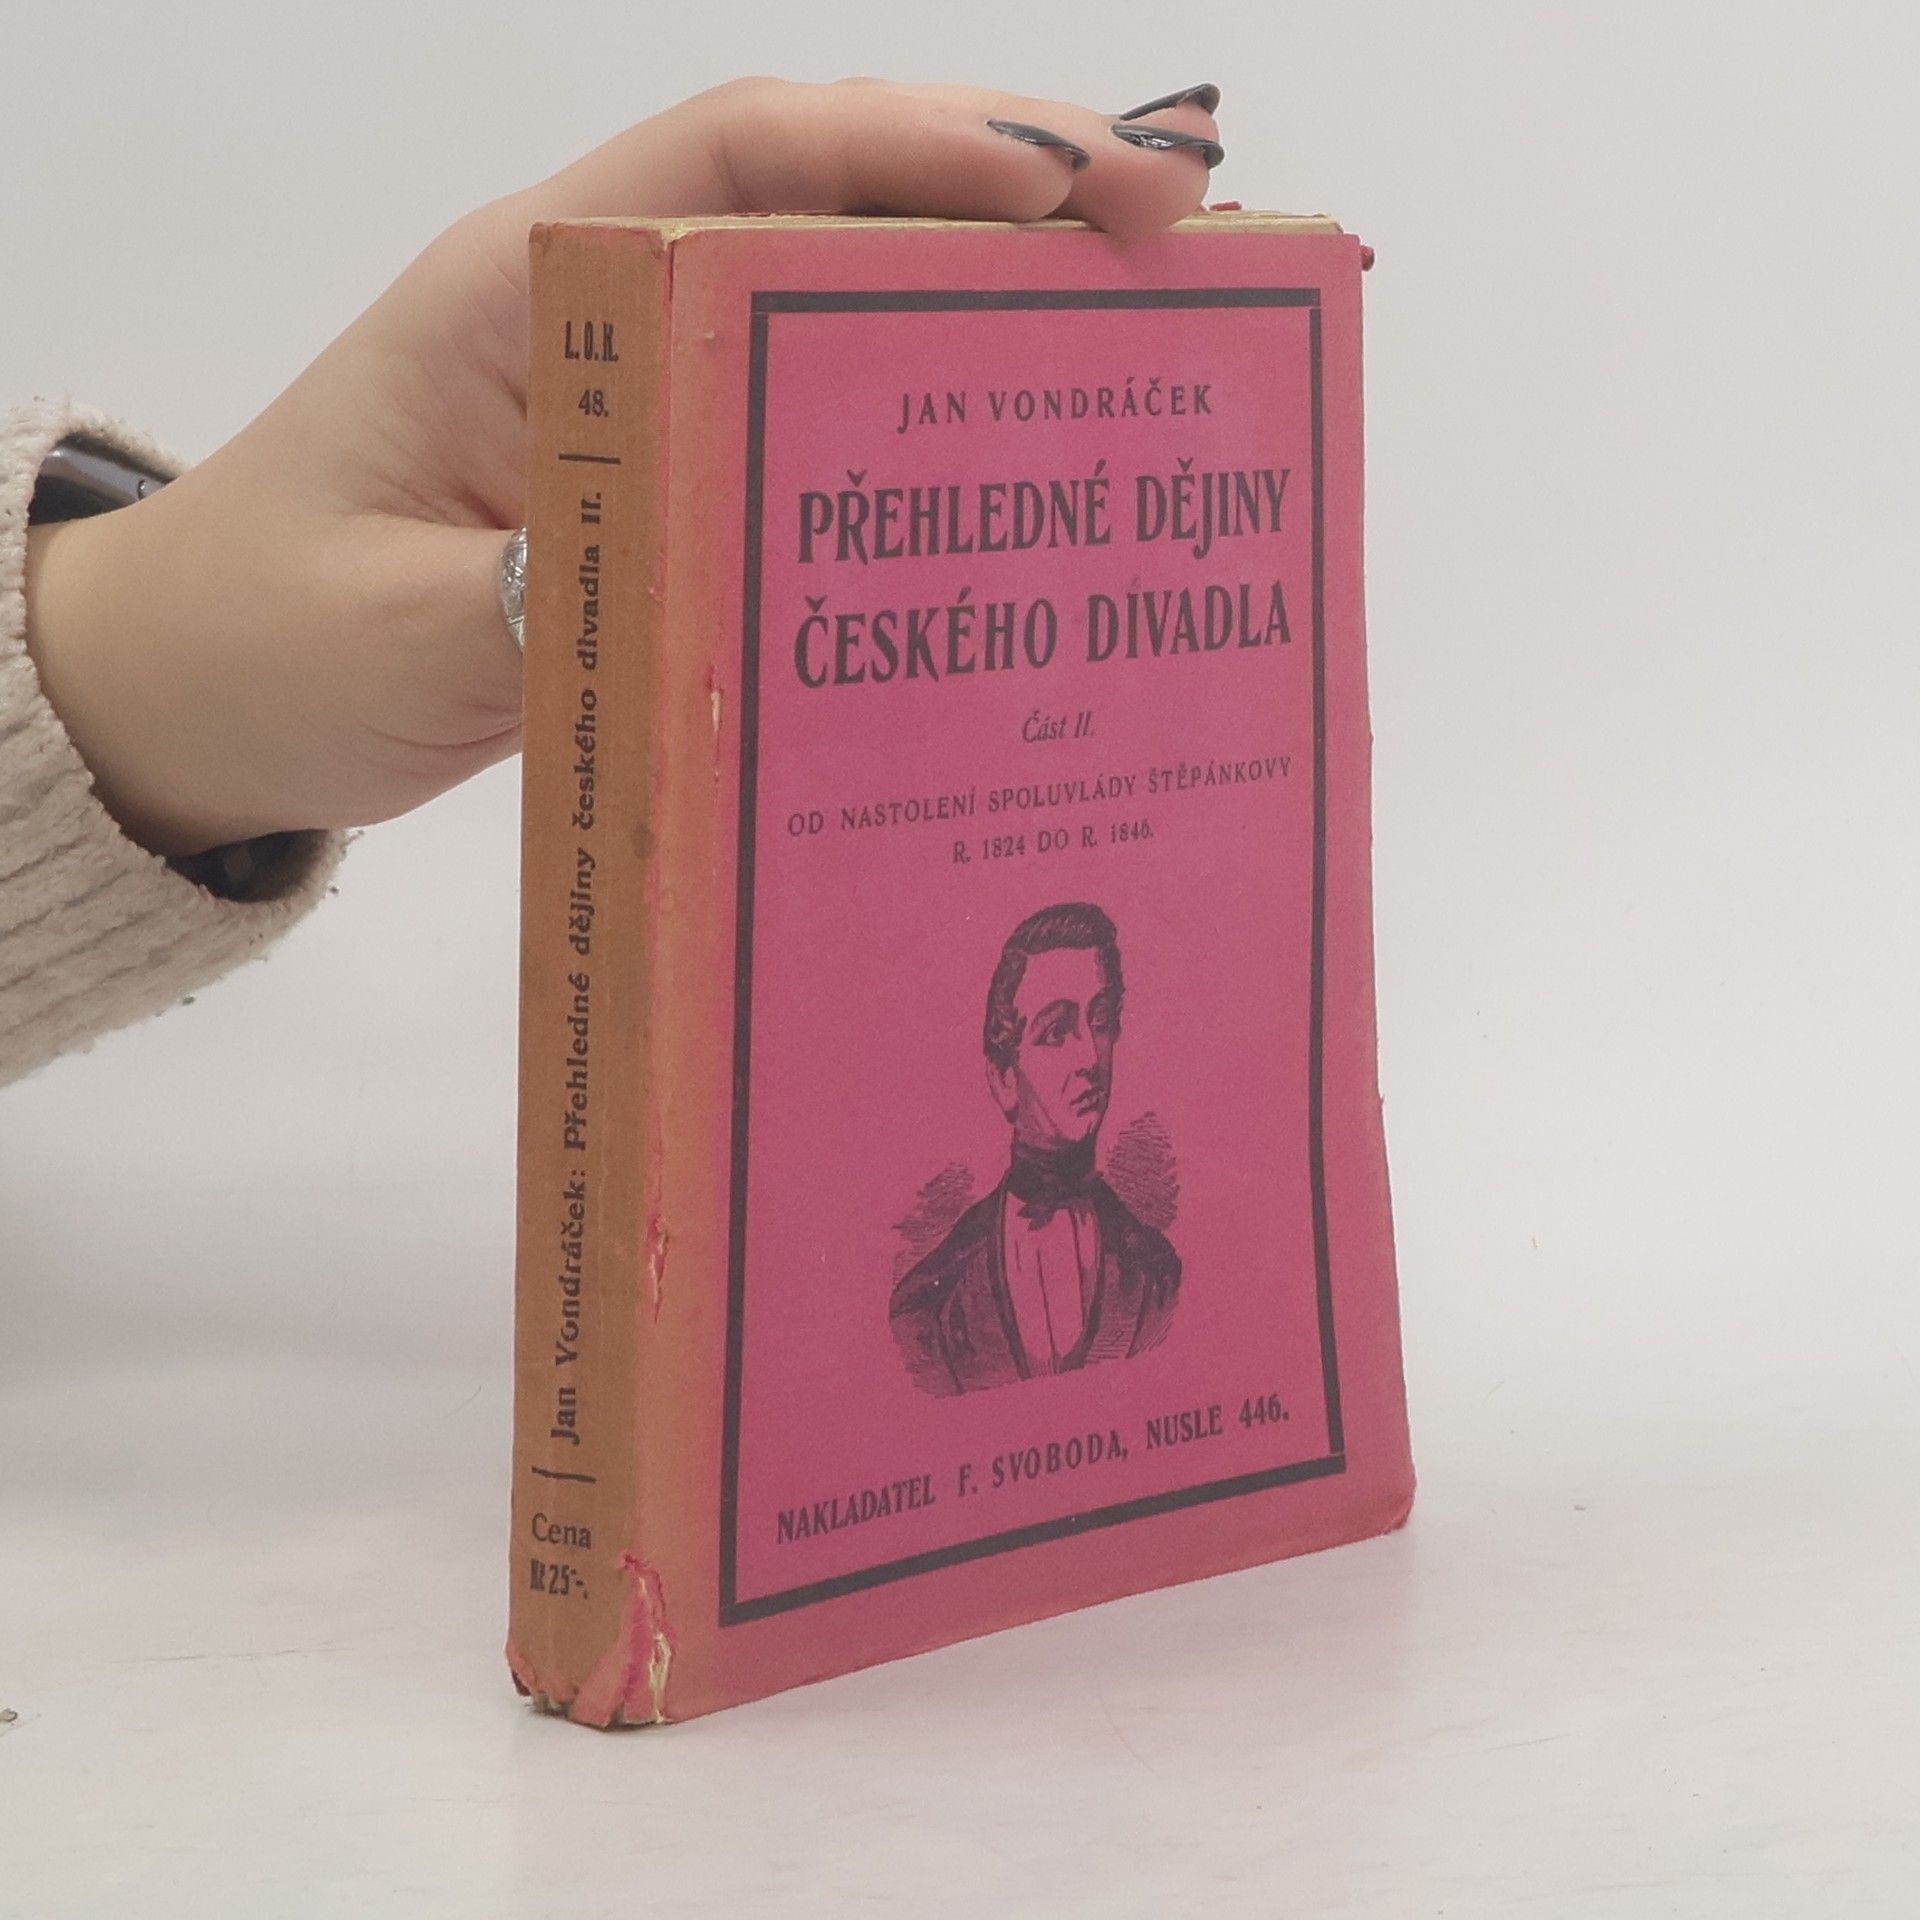 L.O.K.
48.
Jan Vondráček: Přehledné dějiny českého divadla II.
Cena
Kč 25·-.
JAN VONDRÁČEK
PŘEHLEDNÉ DĚJINY
ČESKÉHO DIVADLA
Část II.
OD NASTOLENÍ SPOLUVLÁDY ŠTĚPÁNKOVY
R. 1824 DO R. 1846.
NAKLADATEL F. SVOBODA, NUSLE 446.